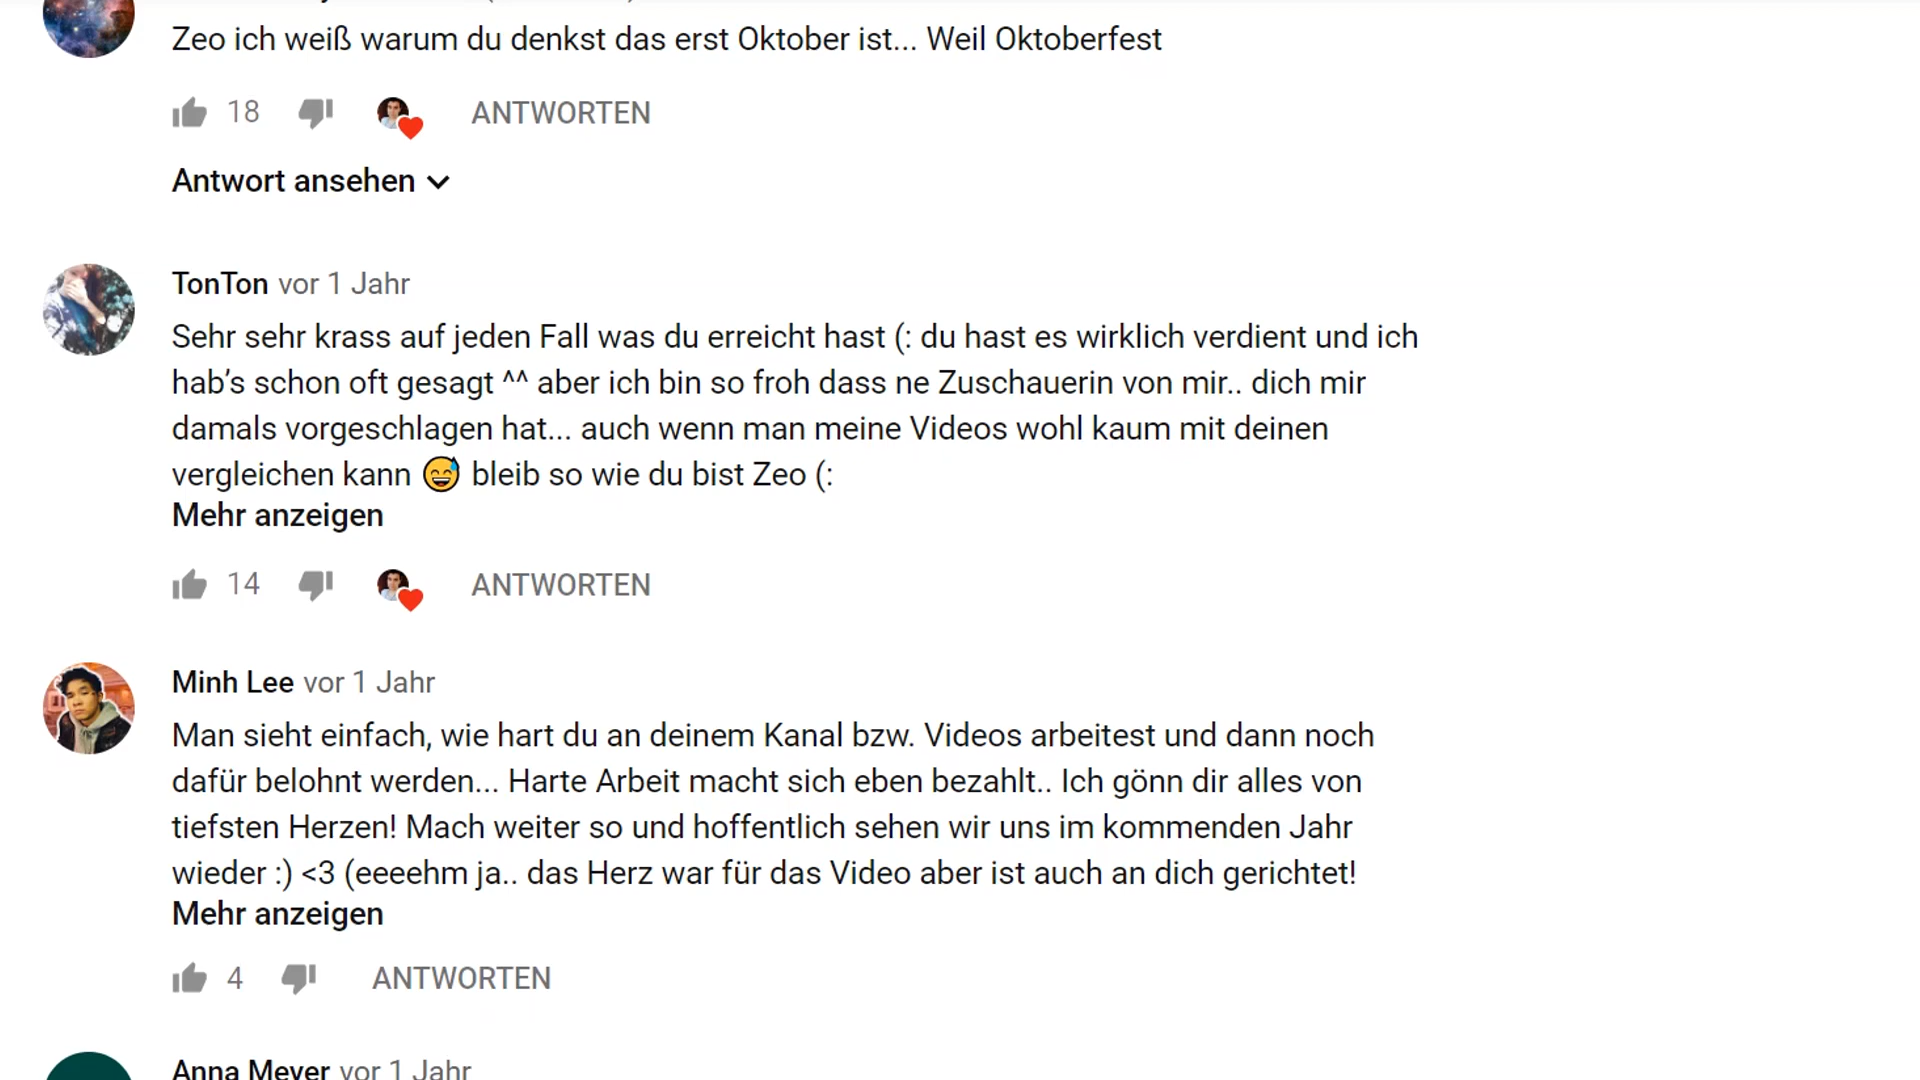 Zeo ich weiß warum du denkst das erst Oktober ist... Weil Oktoberfest
18 ANTWORTEN
Antwort ansehen
TonTon vor 1 Jahr
Sehr sehr krass auf jeden Fall was du erreicht hast (: du hast es wirklich verdient und ich
hab’s schon oft gesagt ^^ aber ich bin so froh dass ne Zuschauerin von mir.. dich mir
damals vorgeschlagen hat... auch wenn man meine Videos wohl kaum mit deinen
vergleichen kann 😅 bleib so wie du bist Zeo (:
Mehr anzeigen
14 ANTWORTEN
Minh Lee vor 1 Jahr
Man sieht einfach, wie hart du an deinem Kanal bzw. Videos arbeitest und dann noch
dafür belohnt werden... Harte Arbeit macht sich eben bezahlt.. Ich gönn dir alles von
tiefsten Herzen! Mach weiter so und hoffentlich sehen wir uns im kommenden Jahr
wieder :) <3 (eeeehm ja.. das Herz war für das Video aber ist auch an dich gerichtet!
Mehr anzeigen
4 ANTWORTEN
Anna Meyer vor 1 Jahr